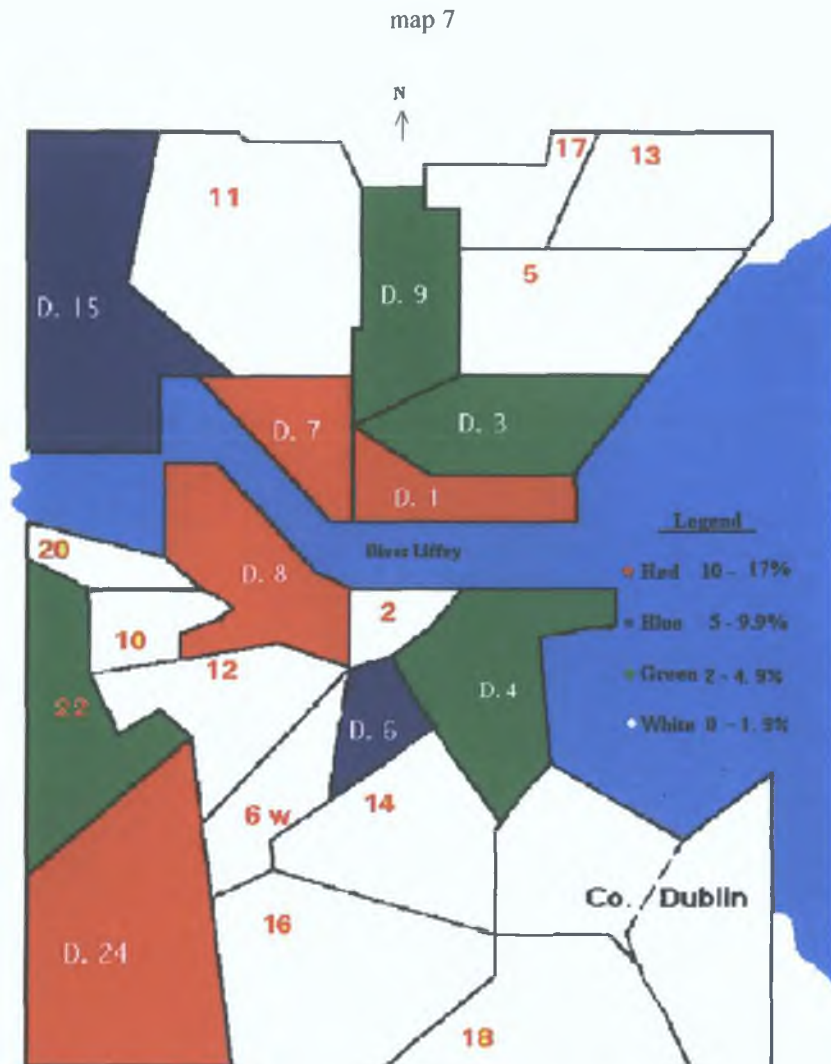 map 7
N
17
13
11
5
D. 9
D. 15
D. 3
D. 7
D. 1
Legend
River Liffey
20
D. 8
Red 10 - 17%
2
Blue 5 - 9.9%
10
12
Green 2 - 4.9%
D. 4
22
White 0 - 1.9%
D. 6
14
6 w
Co. Dublin
16
D. 24
18